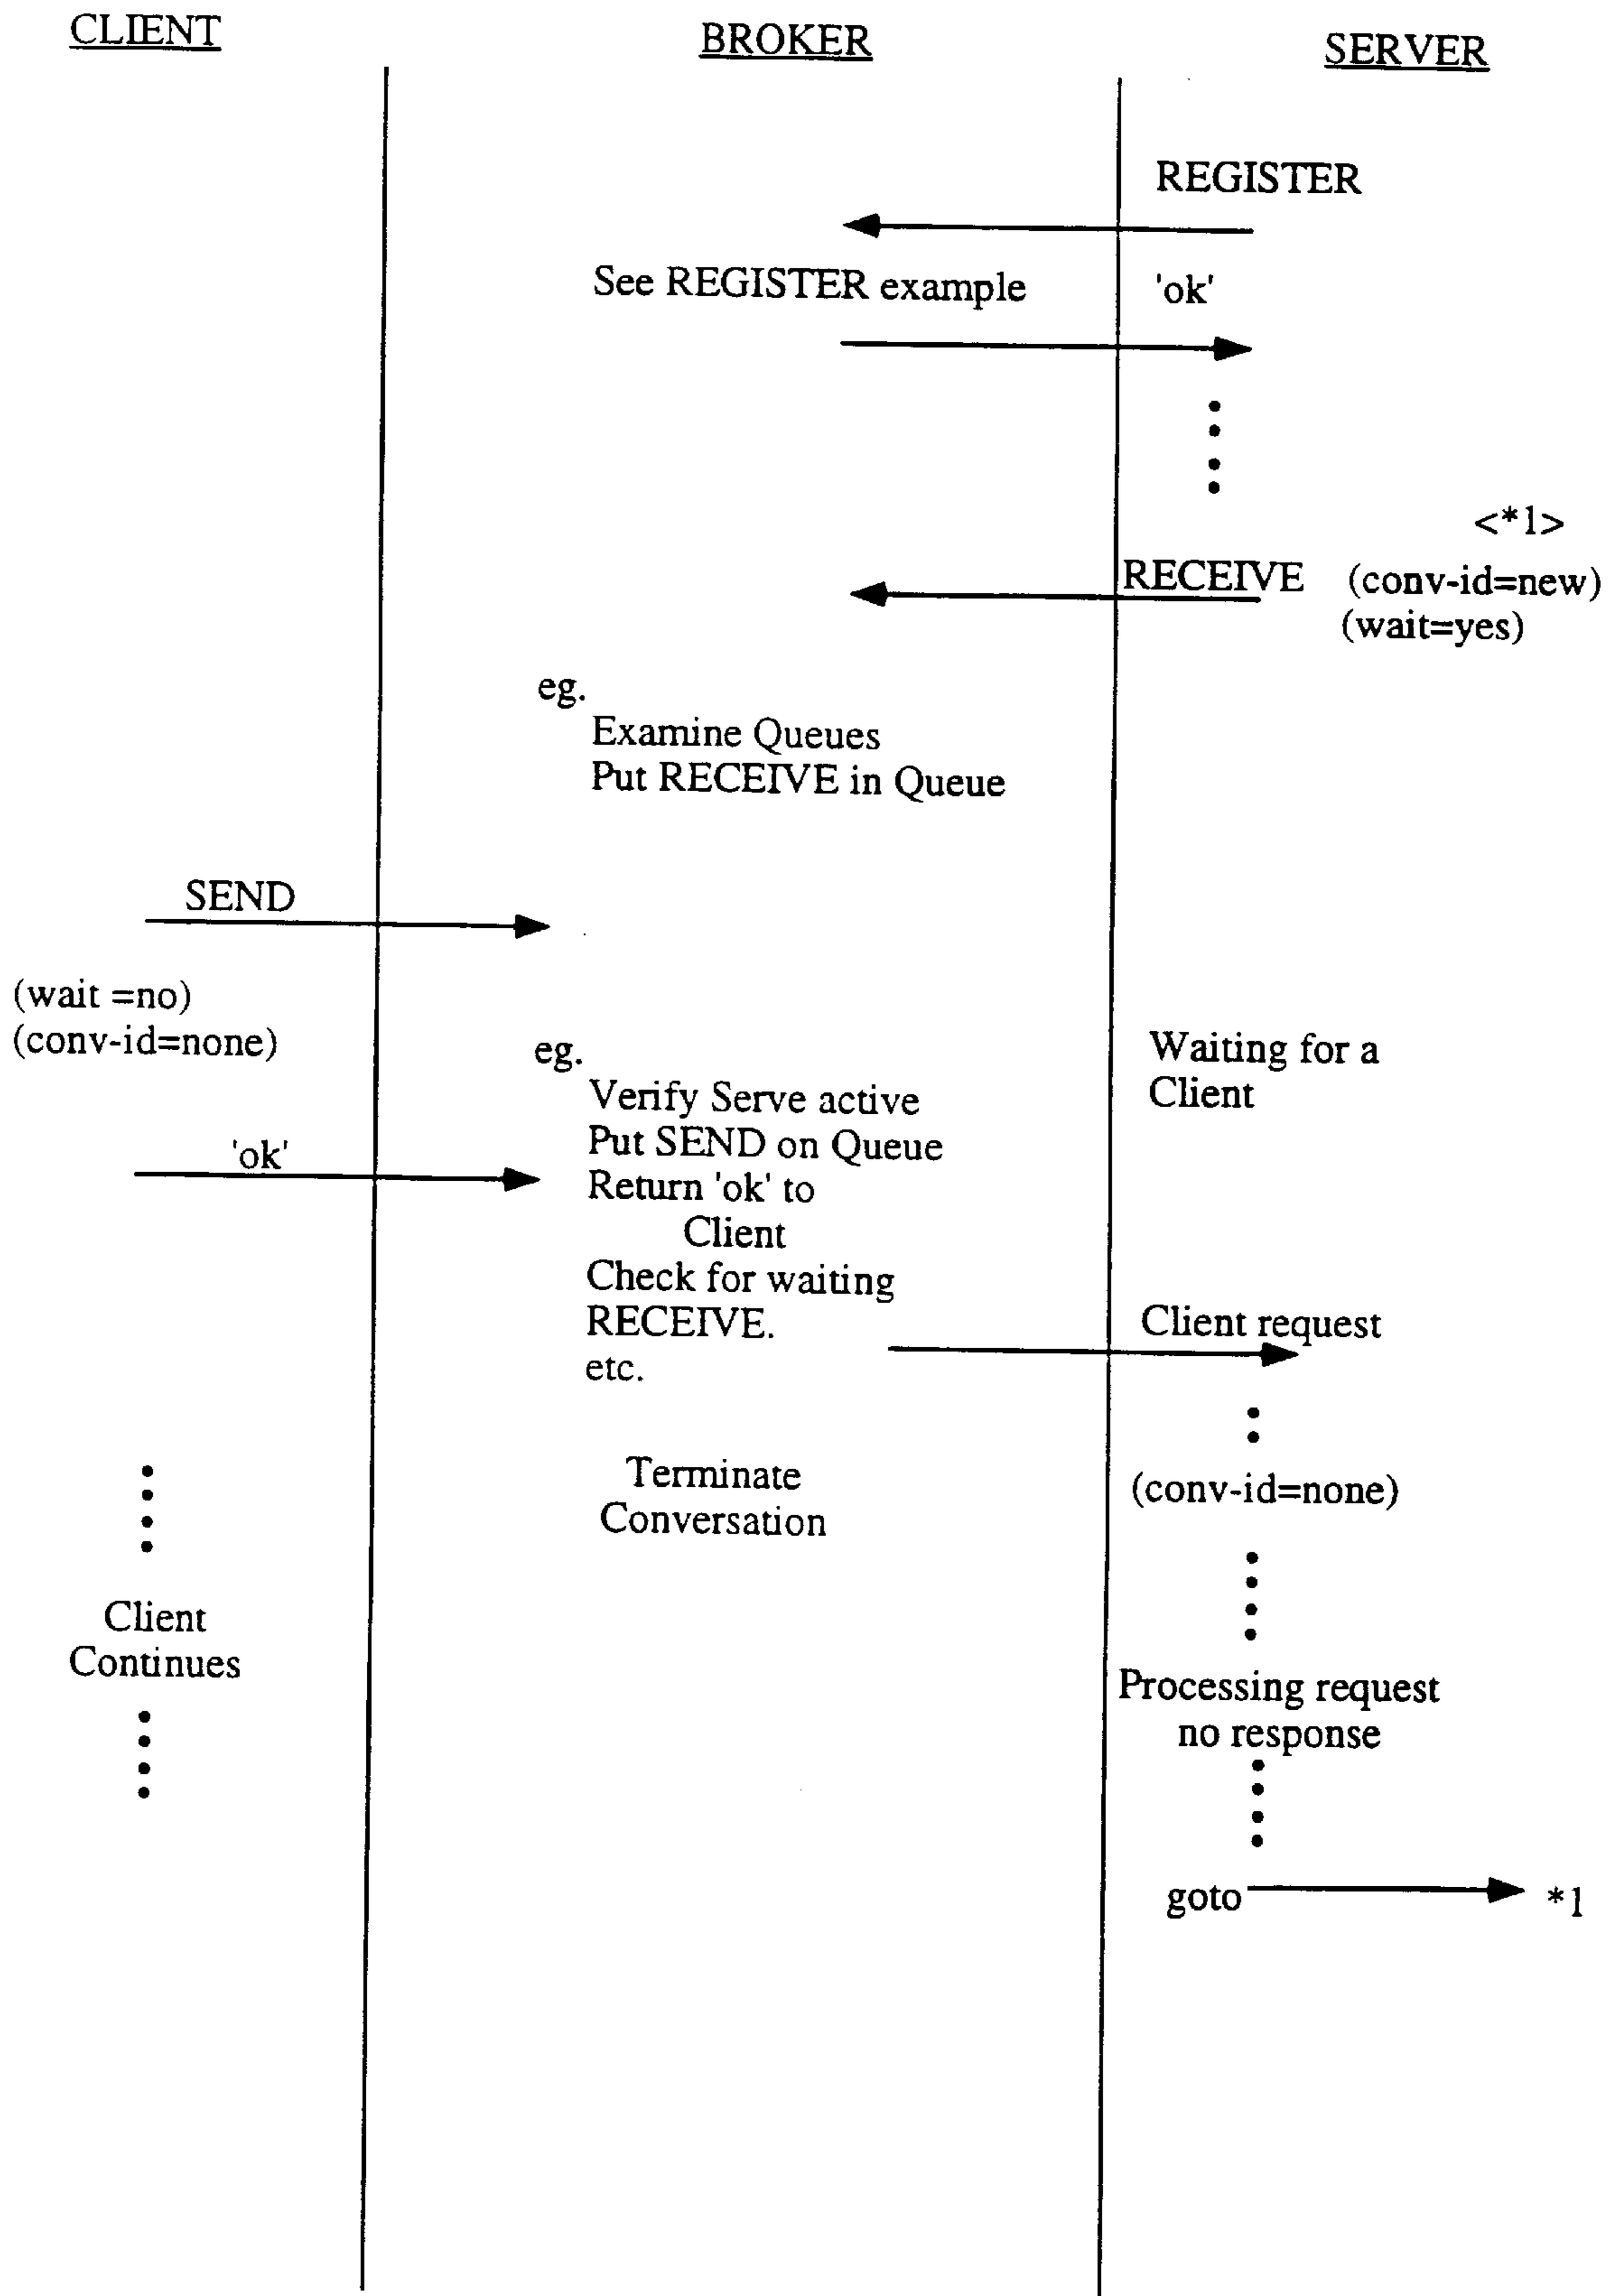 CLIENT
BROKER
SERVER
REGISTER
See REGISTER example
'ok'
<*1>
RECEIVE
(conv-id=new)
(wait=yes)
eg.
Examine Queues
Put RECEIVE in Queue
SEND
(wait =no)
(conv-id=none)
eg.
Verify Serve active
Put SEND on Queue
Return 'ok' to
Client
Check for waiting
RECEIVE.
etc.
Waiting for a
Client
'ok'
Client request
Terminate
Conversation
(conv-id=none)
Client
Continues
Processing request
no response
goto
*1